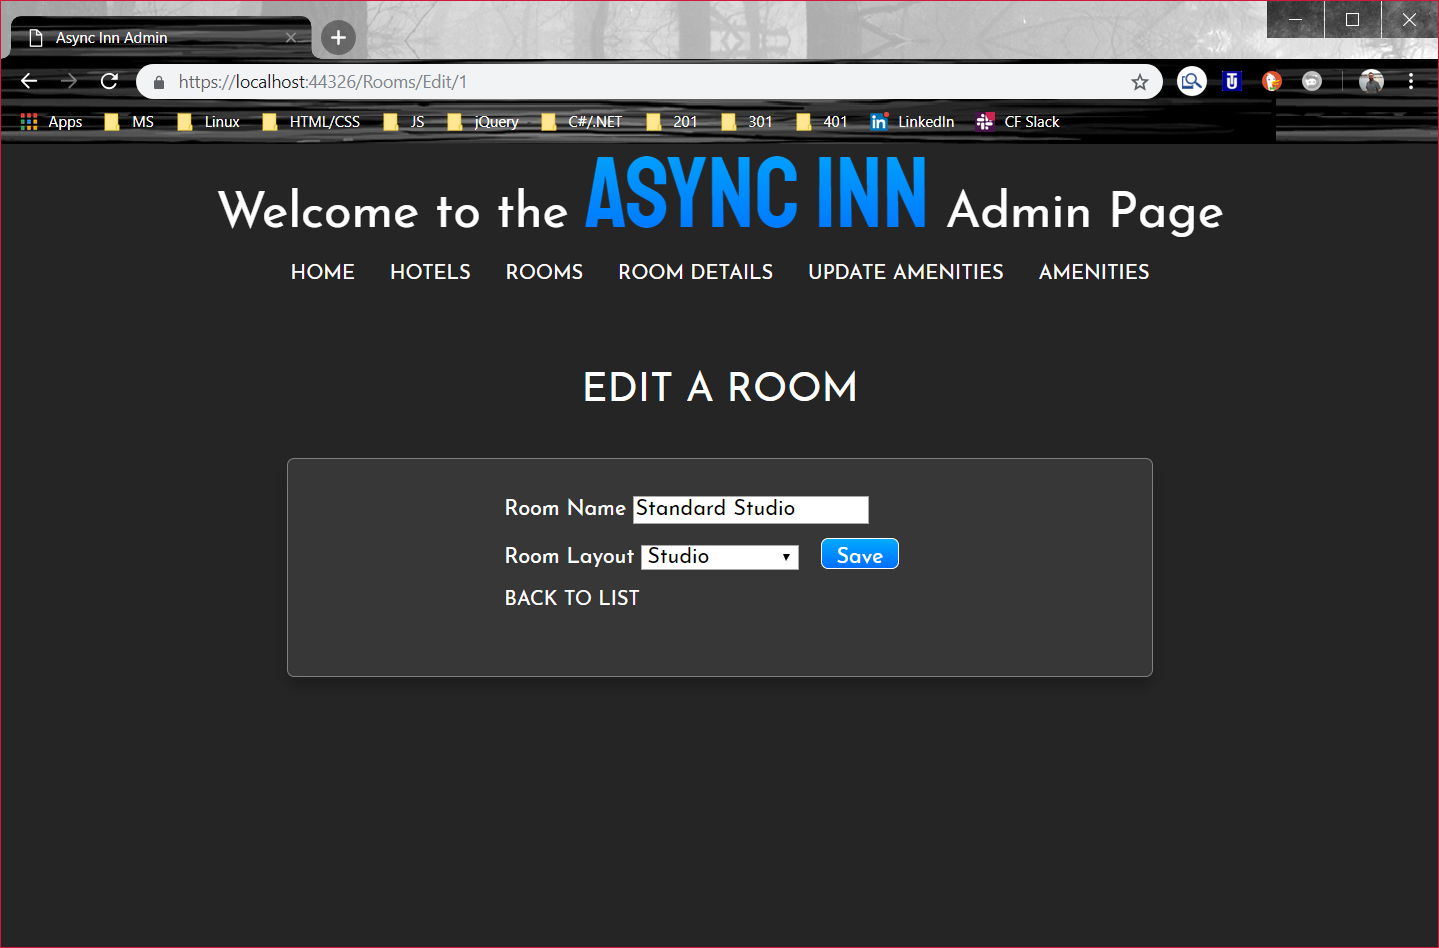 Async Inn Admin
https://localhost:44326/Rooms/Edit/1
Apps MS Linux HTML/CSS JS jQuery C#/.NET 201 301 401 LinkedIn CF Slack
Welcome to the ASYNC INN Admin Page
HOME HOTELS ROOMS ROOM DETAILS UPDATE AMENITIES AMENITIES
EDIT A ROOM
Room Name Standard Studio
Room Layout Studio Save
BACK TO LIST